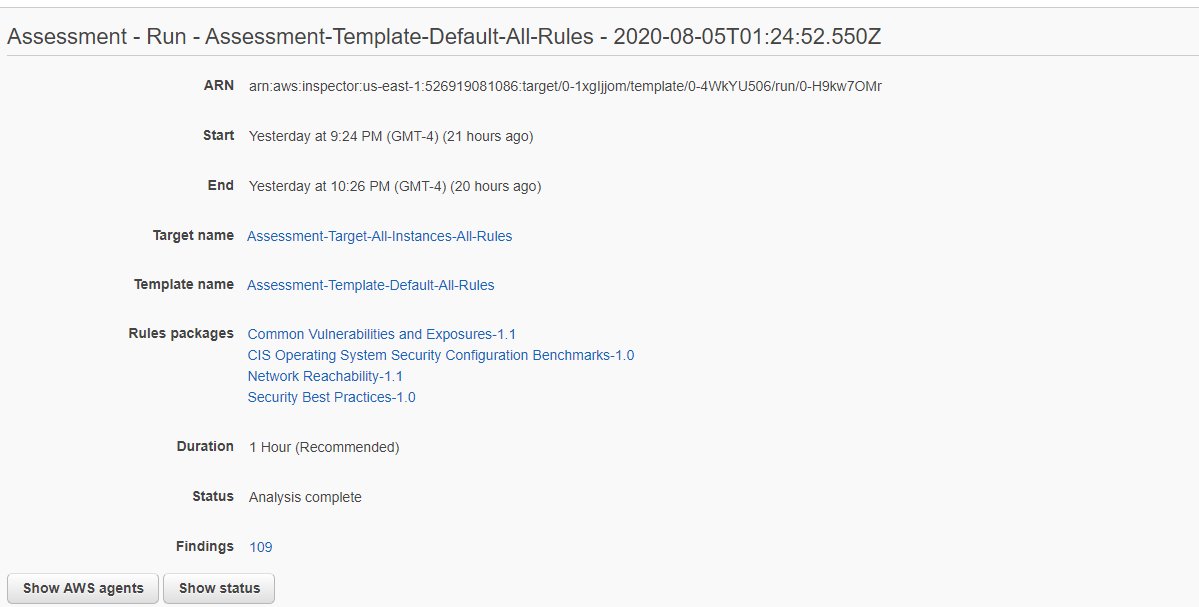 Assessment - Run - Assessment-Template-Default-All-Rules - 2020-08-05T01:24:52.550Z
ARN arn:aws:inspector:us-east-1:526919081086:target/0-1xgIjjom/template/0-4WkYU506/run/0-H9kw7OMr
Start Yesterday at 9:24 PM (GMT-4) (21 hours ago)
End Yesterday at 10:26 PM (GMT-4) (20 hours ago)
Target name Assessment-Target-All-Instances-All-Rules
Template name Assessment-Template-Default-All-Rules
Rules packages Common Vulnerabilities and Exposures-1.1
CIS Operating System Security Configuration Benchmarks-1.0
Network Reachability-1.1
Security Best Practices-1.0
Duration 1 Hour (Recommended)
Status Analysis complete
Findings 109
Show AWS agents Show status